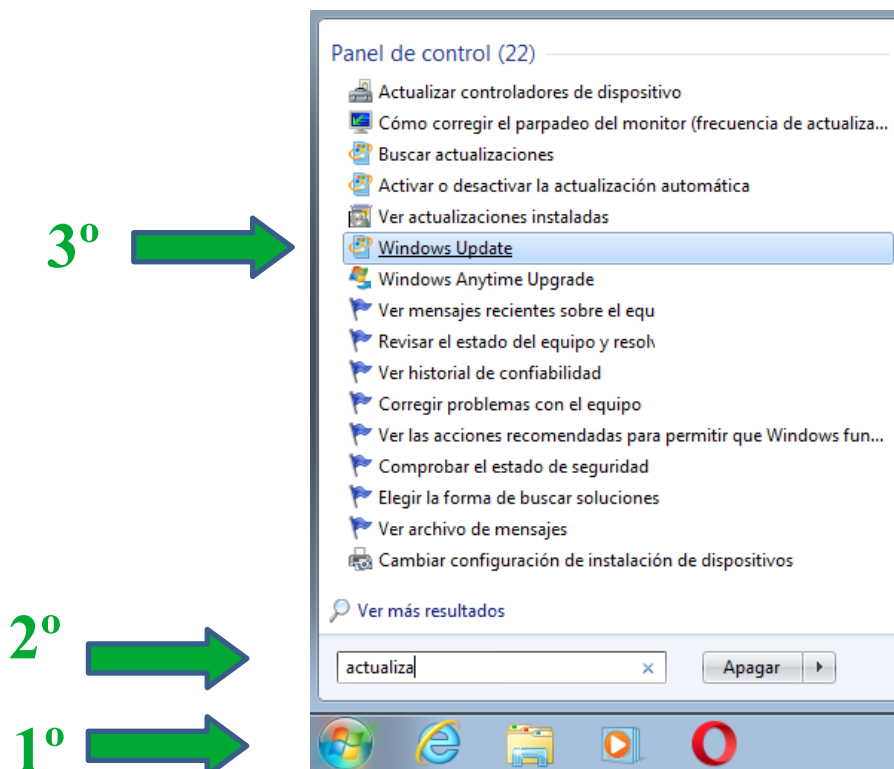 Panel de control (22)
Actualizar controladores de dispositivo
Cómo corregir el parpadeo del monitor (frecuencia de actualiza...
Buscar actualizaciones
Activar o desactivar la actualización automática
Ver actualizaciones instaladas
3º
Windows Update
Windows Anytime Upgrade
Ver mensajes recientes sobre el equ
Revisar el estado del equipo y resolv
Ver historial de confiabilidad
Corregir problemas con el equipo
Ver las acciones recomendadas para permitir que Windows fun...
Comprobar el estado de seguridad
Elegir la forma de buscar soluciones
Ver archivo de mensajes
Cambiar configuración de instalación de dispositivos
Ver más resultados
2º
actualiza
Apagar
1º